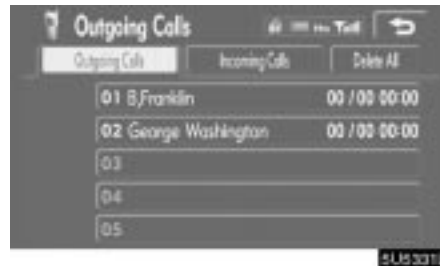 Outgoing Calls
Outgoing Calls Incoming Calls Delete All
01 B,Franklin 00/00 00:00
02 George Washington 00/00 00:00
03
04
05